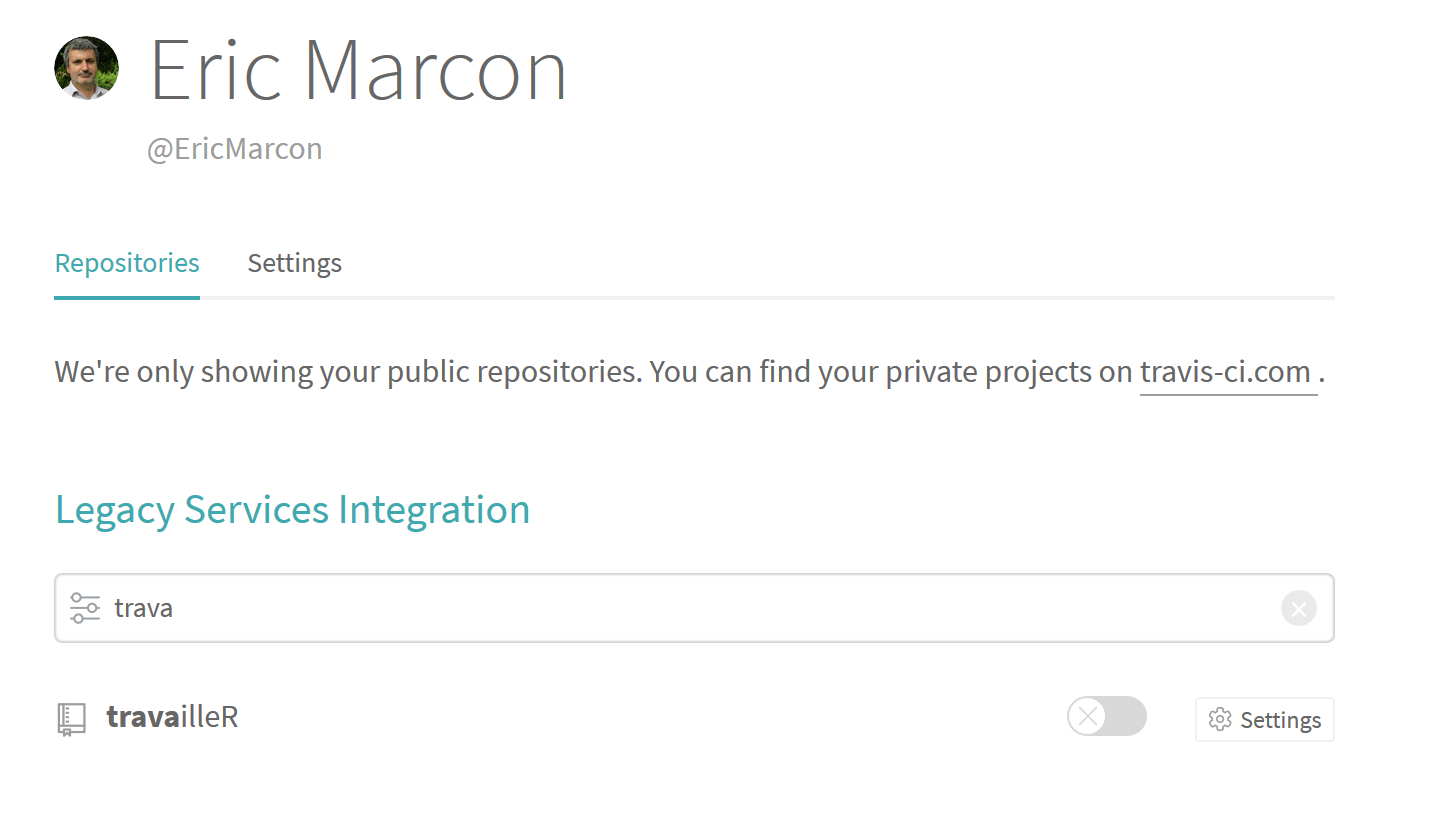 Eric Marcon
@EricMarcon
Repositories Settings
We're only showing your public repositories. You can find your private projects on travis-ci.com .
Legacy Services Integration
trava
travailleR Settings